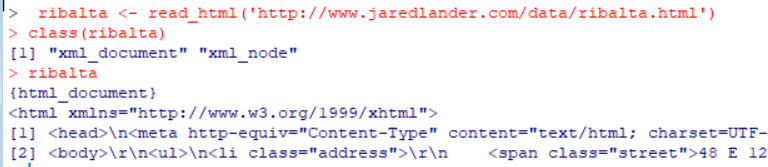 > ribalta <- read_html('http://www.jaredlander.com/data/ribalta.html')
> class(ribalta)
[1] "xml_document" "xml_node"
> ribalta
{html_document}
<html xmlns="http://www.w3.org/1999/xhtml">
[1] <head>\n<meta http-equiv="Content-Type" content="text/html; charset=UTF-
[2] <body>\r\n<ul>\n<li class="address">\r\n    <span class="street">48 E 12